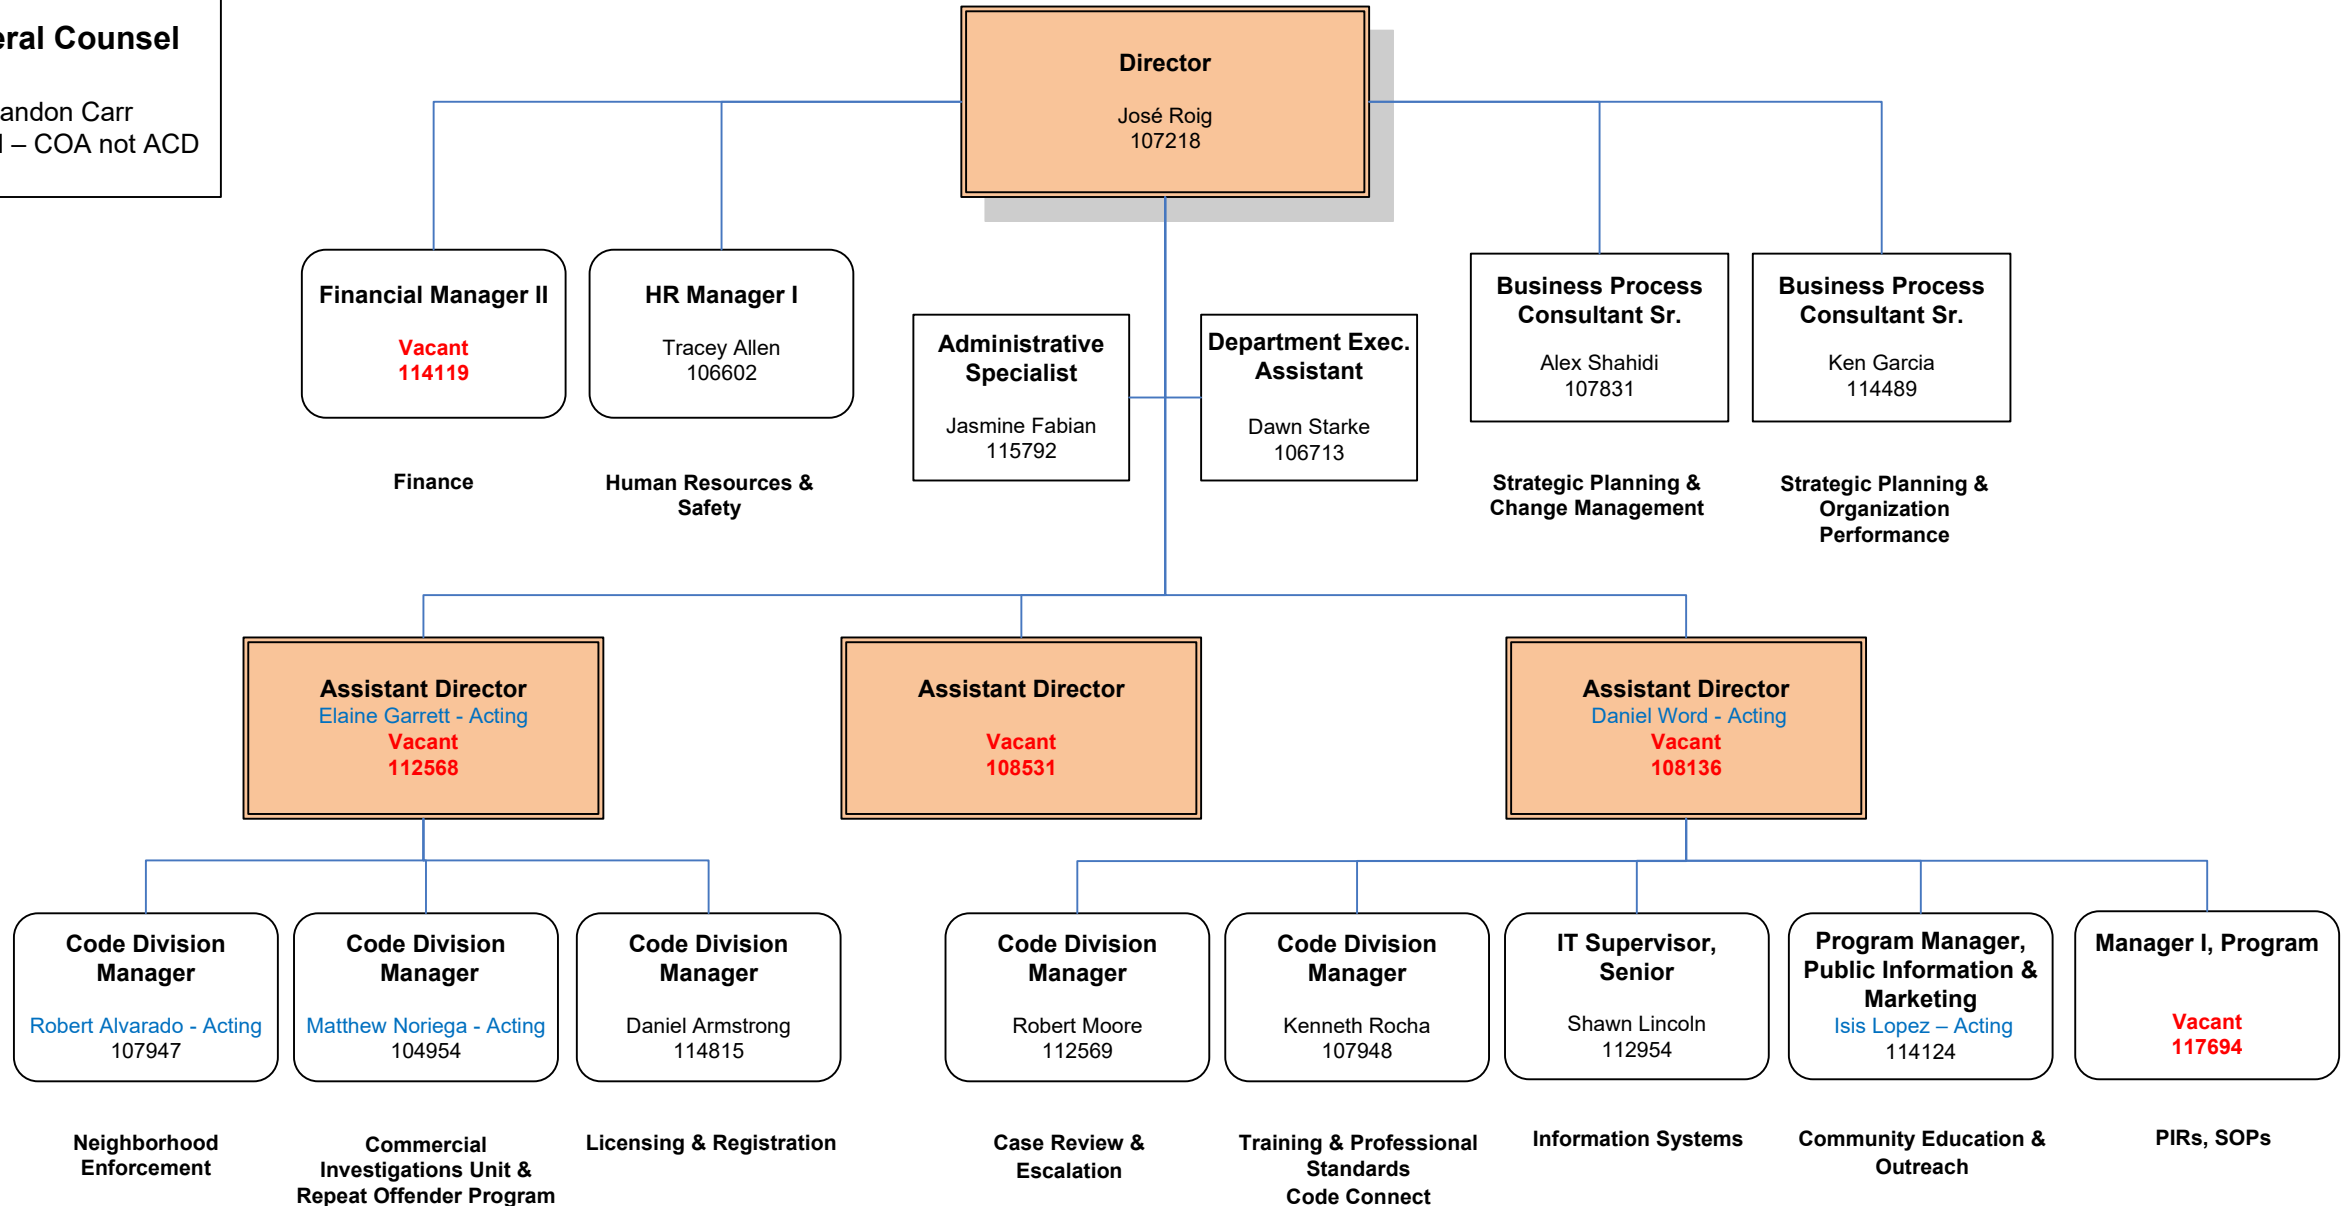 Counsel
Carr
– COA not ACD
Director
José Roig
107218
Financial Manager II
Vacant
114119
Finance
HR Manager I
Tracey Allen
106602
Human Resources &
Safety
Administrative
Specialist
Jasmine Fabian
115792
Department Exec.
Assistant
Dawn Starke
106713
Business Process
Consultant Sr.
Alex Shahidi
107831
Strategic Planning &
Change Management
Business Process
Consultant Sr.
Ken Garcia
114489
Strategic Planning &
Organization
Performance
Assistant Director
Elaine Garrett - Acting
Vacant
112568
Assistant Director
Vacant
108531
Assistant Director
Daniel Word - Acting
Vacant
108136
Code Division
Manager
Robert Alvarado - Acting
107947
Neighborhood
Enforcement
Code Division
Manager
Matthew Noriega - Acting
104954
Commercial
Investigations Unit &
Repeat Offender Program
Code Division
Manager
Daniel Armstrong
114815
Licensing & Registration
Code Division
Manager
Robert Moore
112569
Case Review &
Escalation
Code Division
Manager
Kenneth Rocha
107948
Training & Professional
Standards
Code Connect
IT Supervisor,
Senior
Shawn Lincoln
112954
Information Systems
Program Manager,
Public Information &
Marketing
Isis Lopez – Acting
114124
Community Education &
Outreach
Manager I, Program
Vacant
117694
PIRs, SOPs